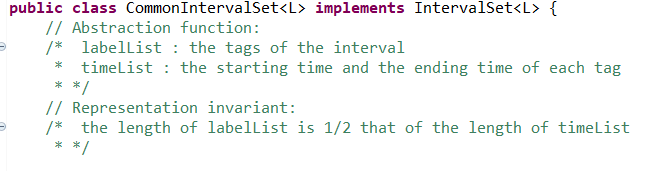 public class CommonIntervalSet<L> implements IntervalSet<L> {
// Abstraction function:
/*  labelList : the tags of the interval
 *  timeList : the starting time and the ending time of each tag
 * */
// Representation invariant:
/*  the length of labelList is 1/2 that of the length of timeList
 * */